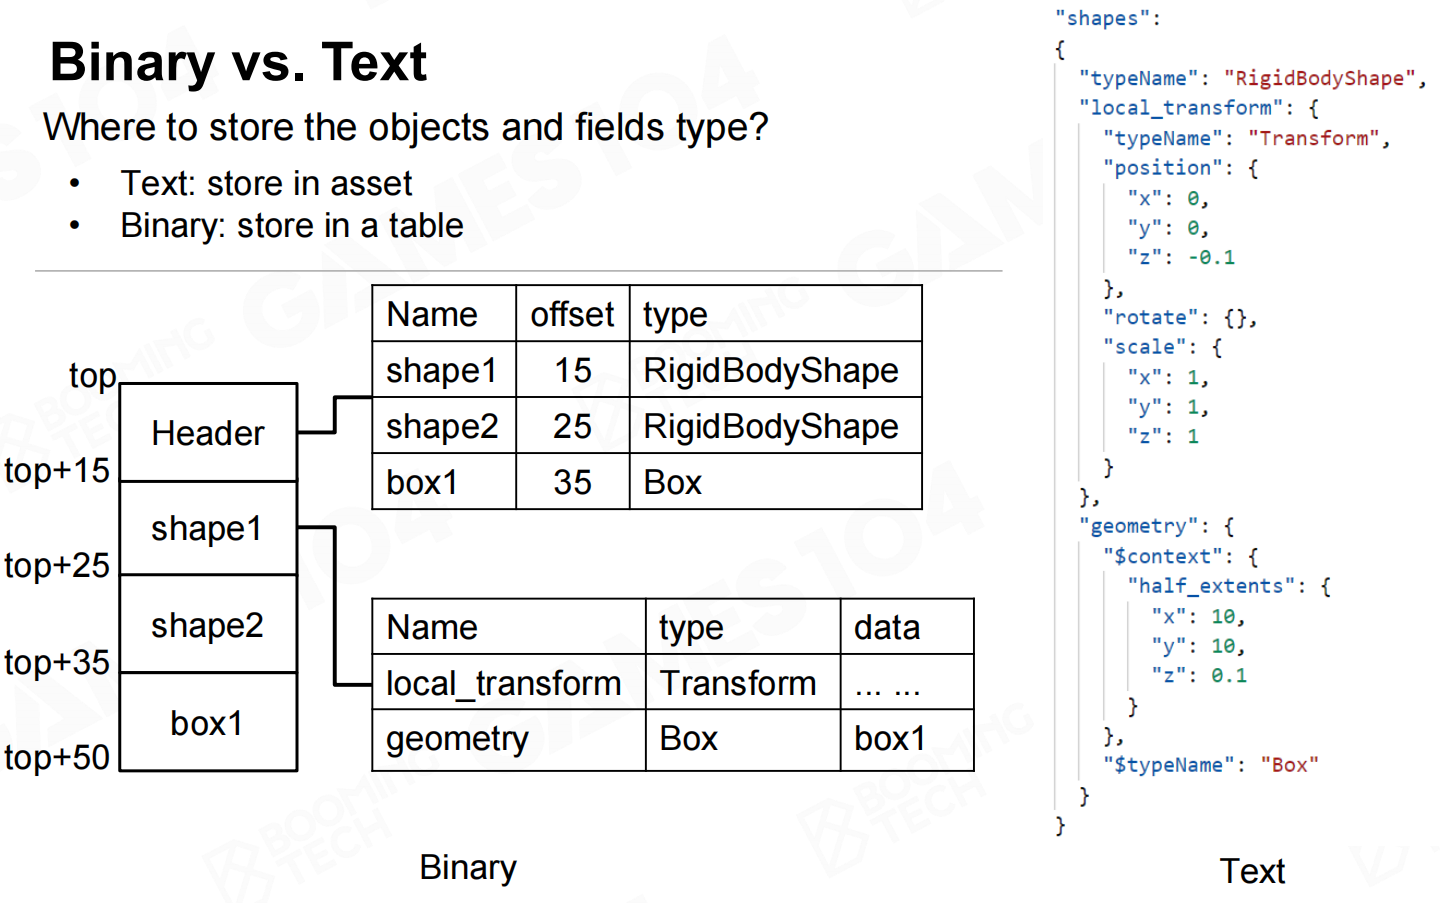 Binary vs. Text
Where to store the objects and fields type?
• Text: store in asset
• Binary: store in a table
top
Header
top+15
shape1
top+25
shape2
top+35
box1
top+50
Name offset type
shape1 15 RigidBodyShape
shape2 25 RigidBodyShape
box1 35 Box
Name type data
local_transform Transform ... ...
geometry Box box1
Binary
"shapes":
{
"typeName": "RigidBodyShape",
"local_transform": {
"typeName": "Transform",
"position": {
"x": 0,
"y": 0,
"z": -0.1
},
"rotate": {},
"scale": {
"x": 1,
"y": 1,
"z": 1
}
},
"geometry": {
"$context": {
"half_extents": {
"x": 10,
"y": 10,
"z": 0.1
}
},
"$typeName": "Box"
}
}
Text
GAMES 104
BOOMING TECH